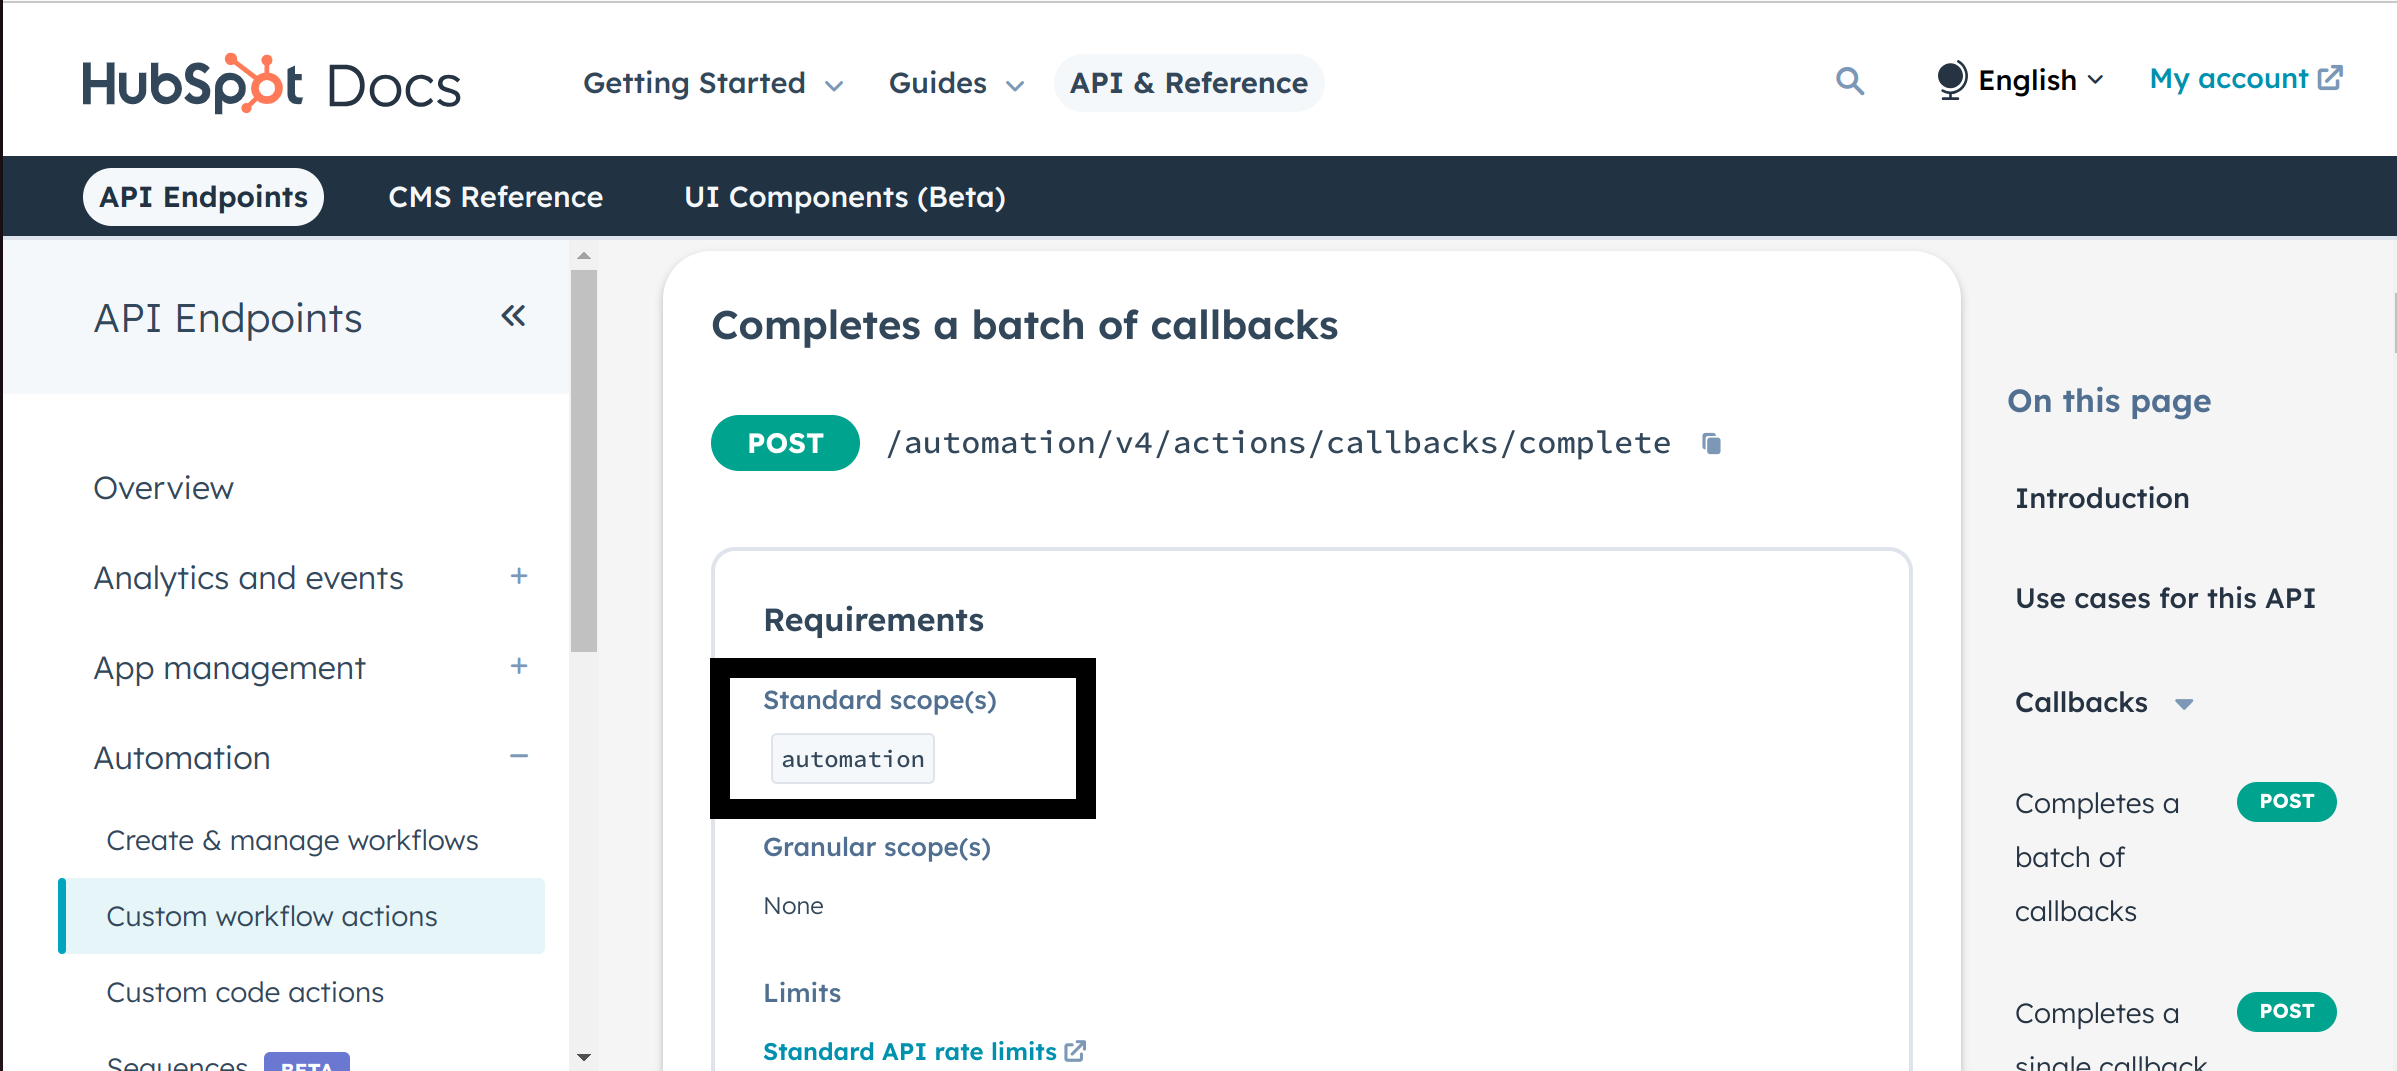 HubSpot Docs
Getting Started
Guides
API & Reference
English
My account
API Endpoints
CMS Reference
UI Components (Beta)
API Endpoints
Overview
Analytics and events
App management
Automation
Create & manage workflows
Custom workflow actions
Custom code actions
Sequences BETA
Completes a batch of callbacks
POST /automation/v4/actions/callbacks/complete
Requirements
Standard scope(s)
automation
Granular scope(s)
None
Limits
Standard API rate limits
On this page
Introduction
Use cases for this API
Callbacks
Completes a POST
batch of
callbacks
Completes a POST
single callback